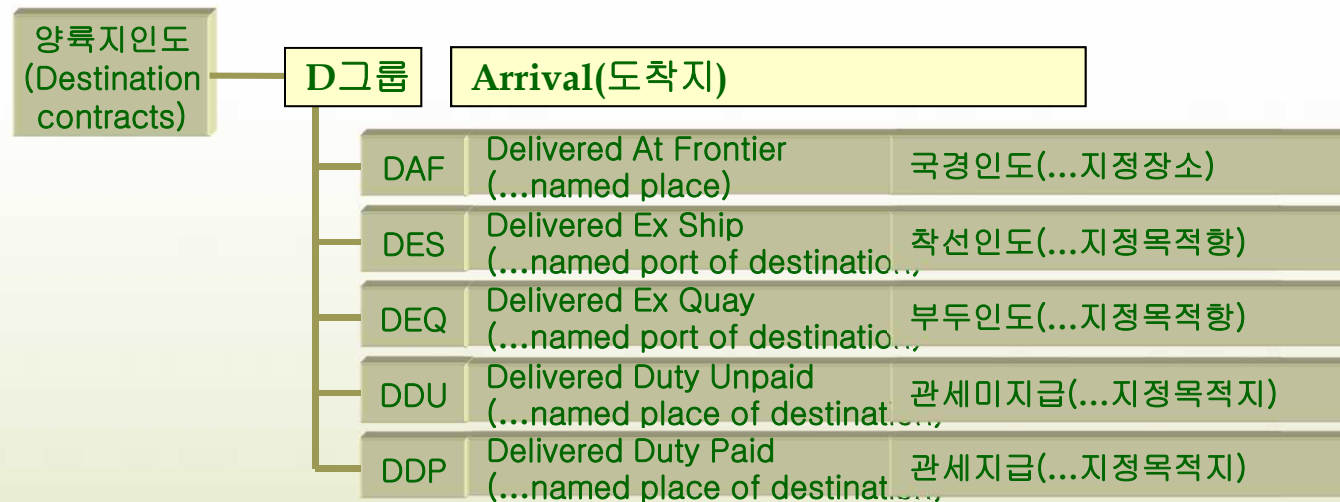 양륙지인도
(Destination
contracts)
D그룹
Arrival(도착지)
DAF
Delivered At Frontier
(...named place)
국경인도(...지정장소)
DES
Delivered Ex Ship
(...named port of
착선인도(...지정목적항)
DEQ
Delivered Ex Quay
(...named port of
부두인도(...지정목적항)
DDU
Delivered Duty Unpaid
(...named place of
관세미지급(...지정목적지)
DDP
Delivered Duty Paid
(...named place of
관세지급(...지정목적지)